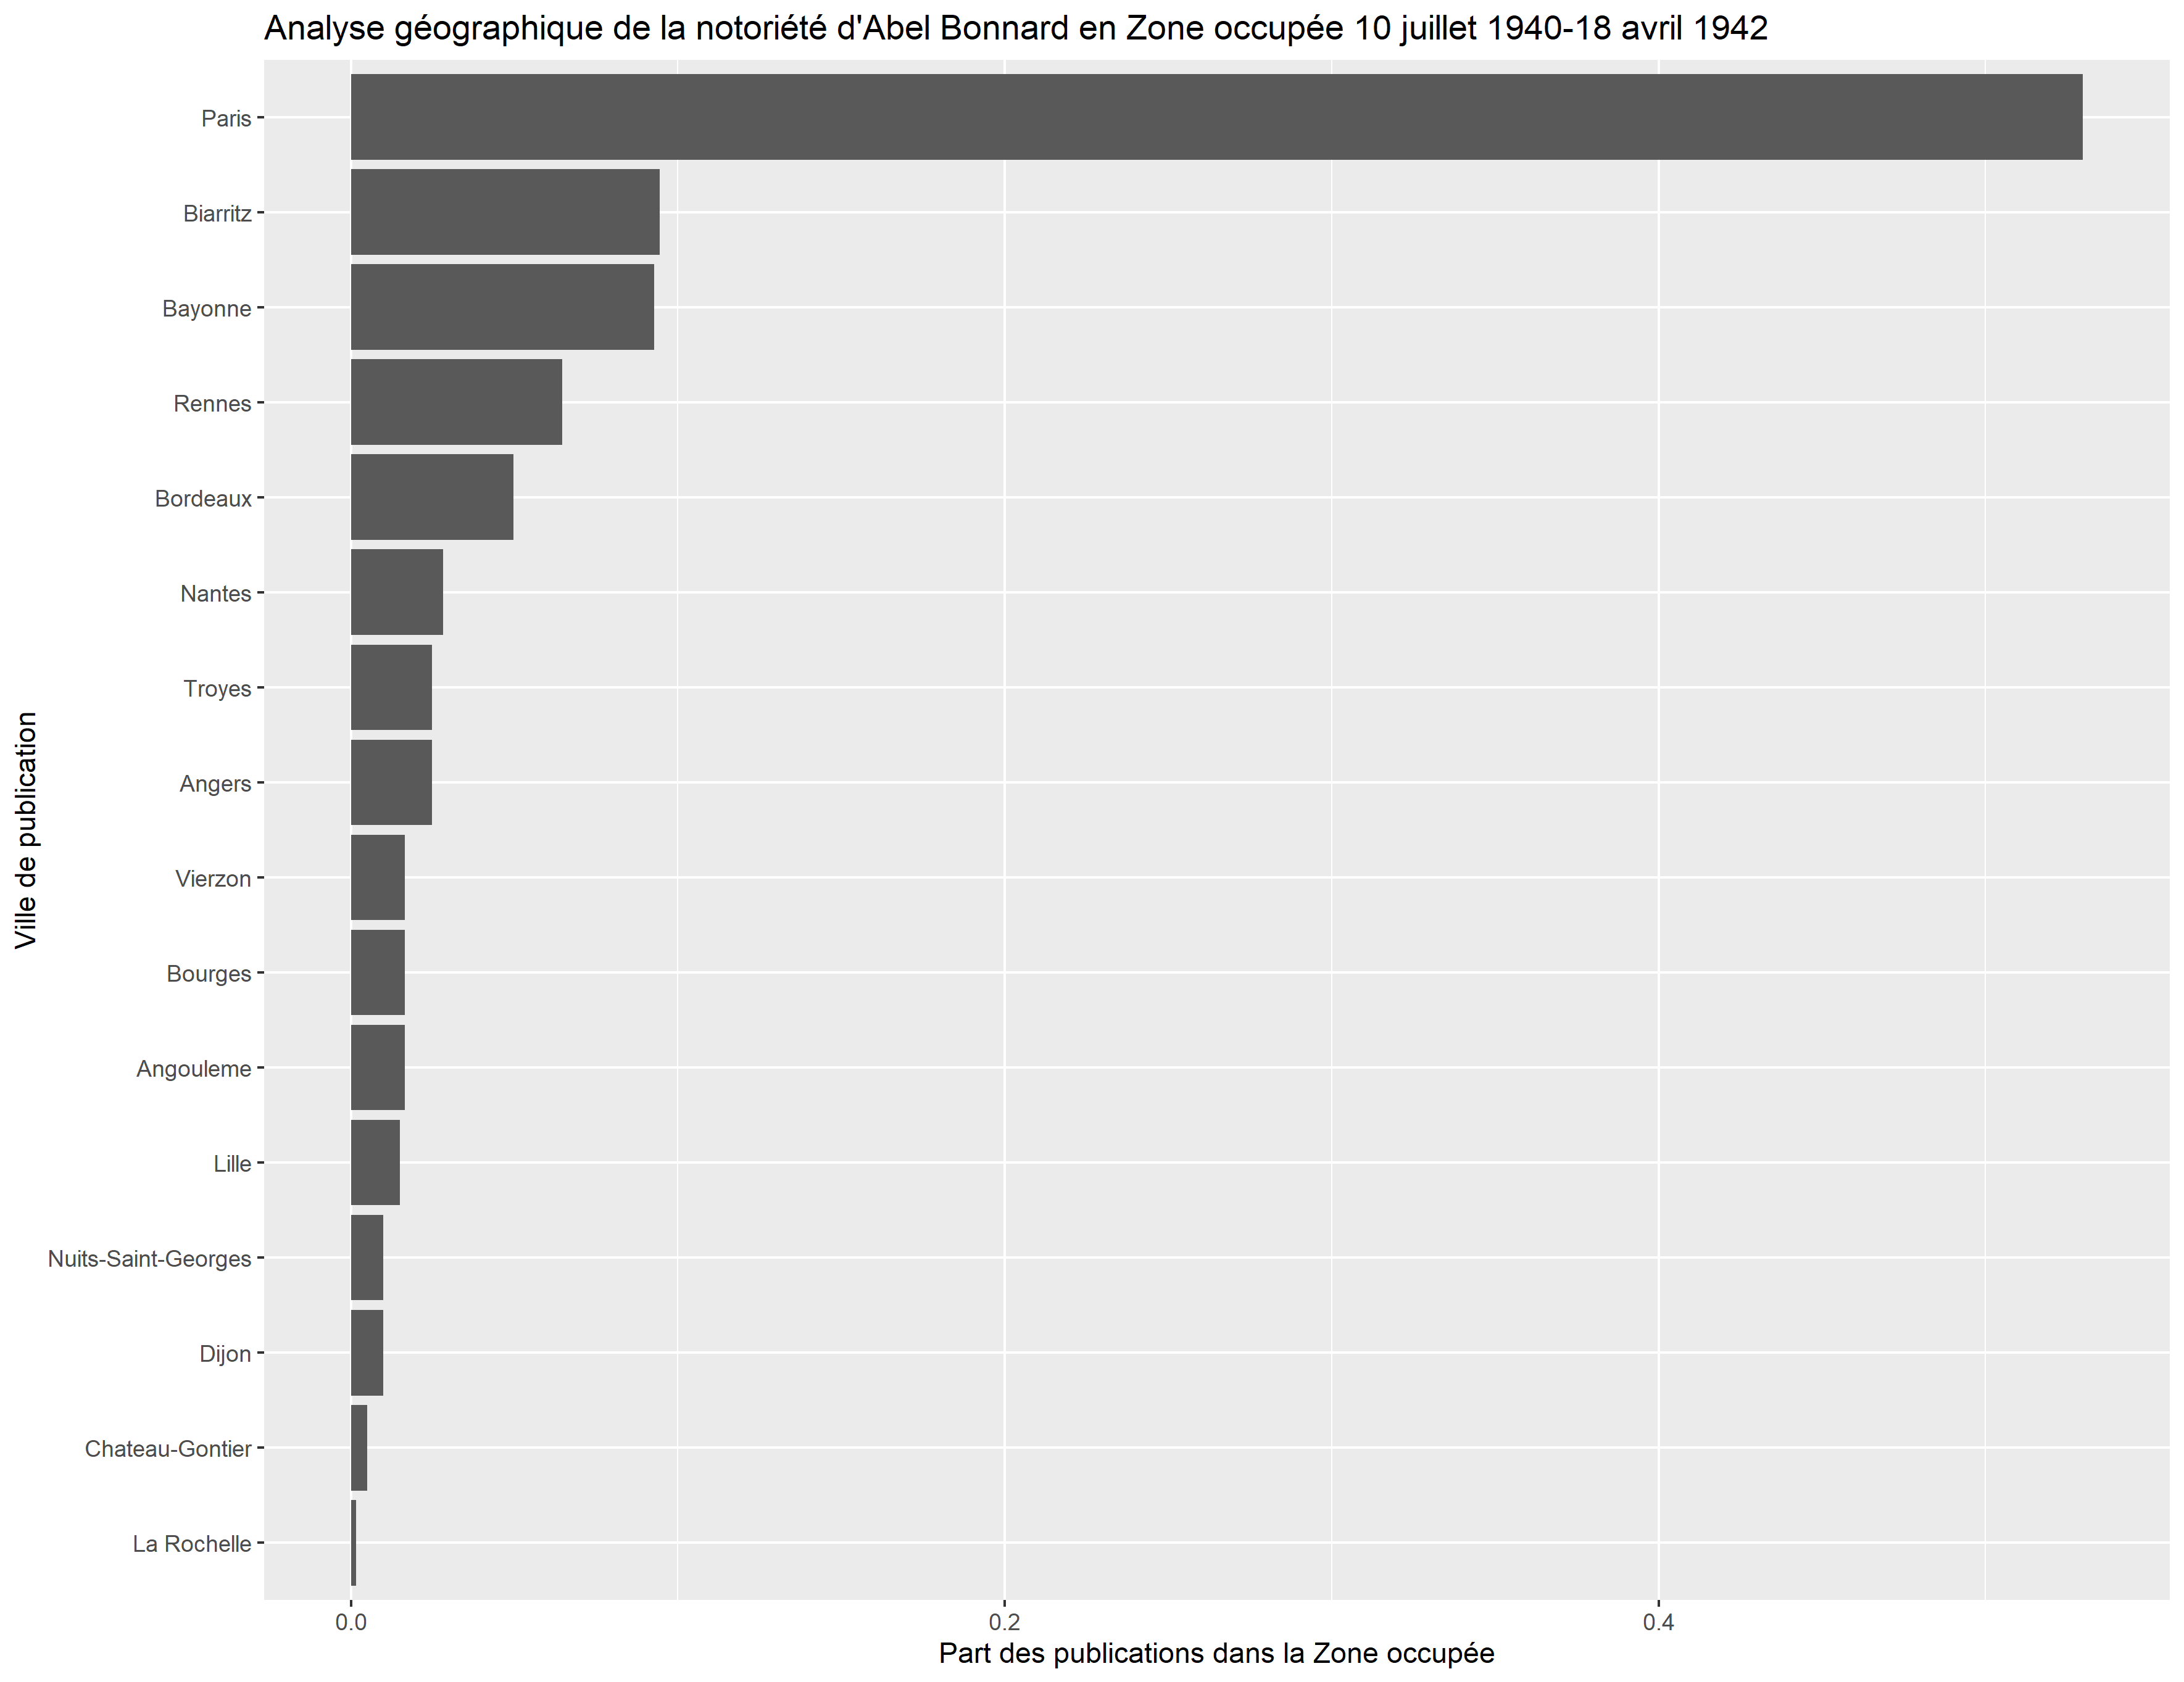 Analyse géographique de la notoriété d'Abel Bonnard en Zone occupée 10 juillet 1940-18 avril 1942
Ville de publication
Paris
Biarritz
Bayonne
Rennes
Bordeaux
Nantes
Troyes
Angers
Vierzon
Bourges
Angouleme
Lille
Nuits-Saint-Georges
Dijon
Chateau-Gontier
La Rochelle
0.0
0.2
0.4
Part des publications dans la Zone occupée